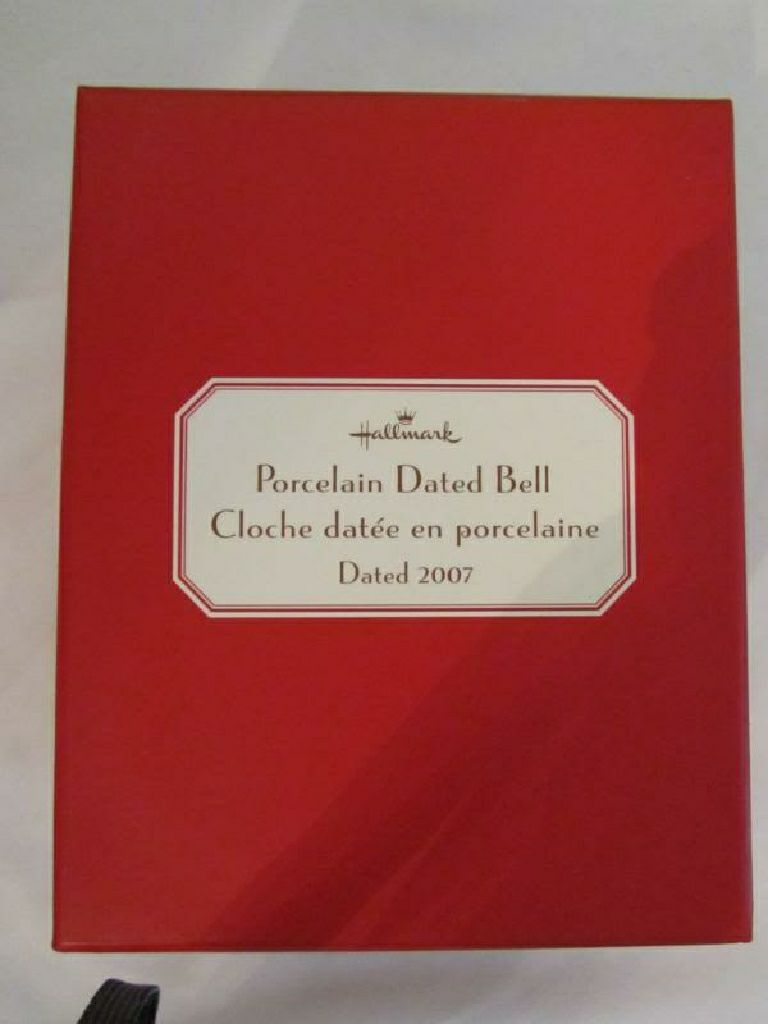 Hallmark
Porcelain Dated Bell
Cloche datée en porcelaine
Dated 2007